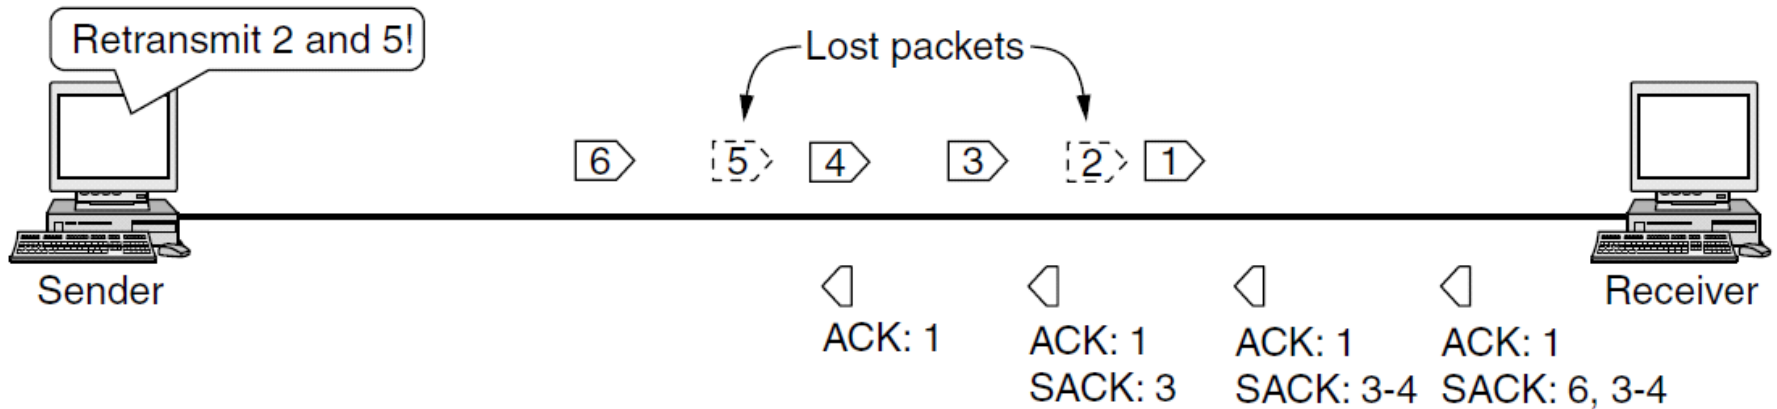 Retransmit 2 and 5!
Lost packets
6 5 4 3 2 1
Sender
Receiver
ACK: 1
ACK: 1
SACK: 3
ACK: 1
SACK: 3-4
ACK: 1
SACK: 6, 3-4